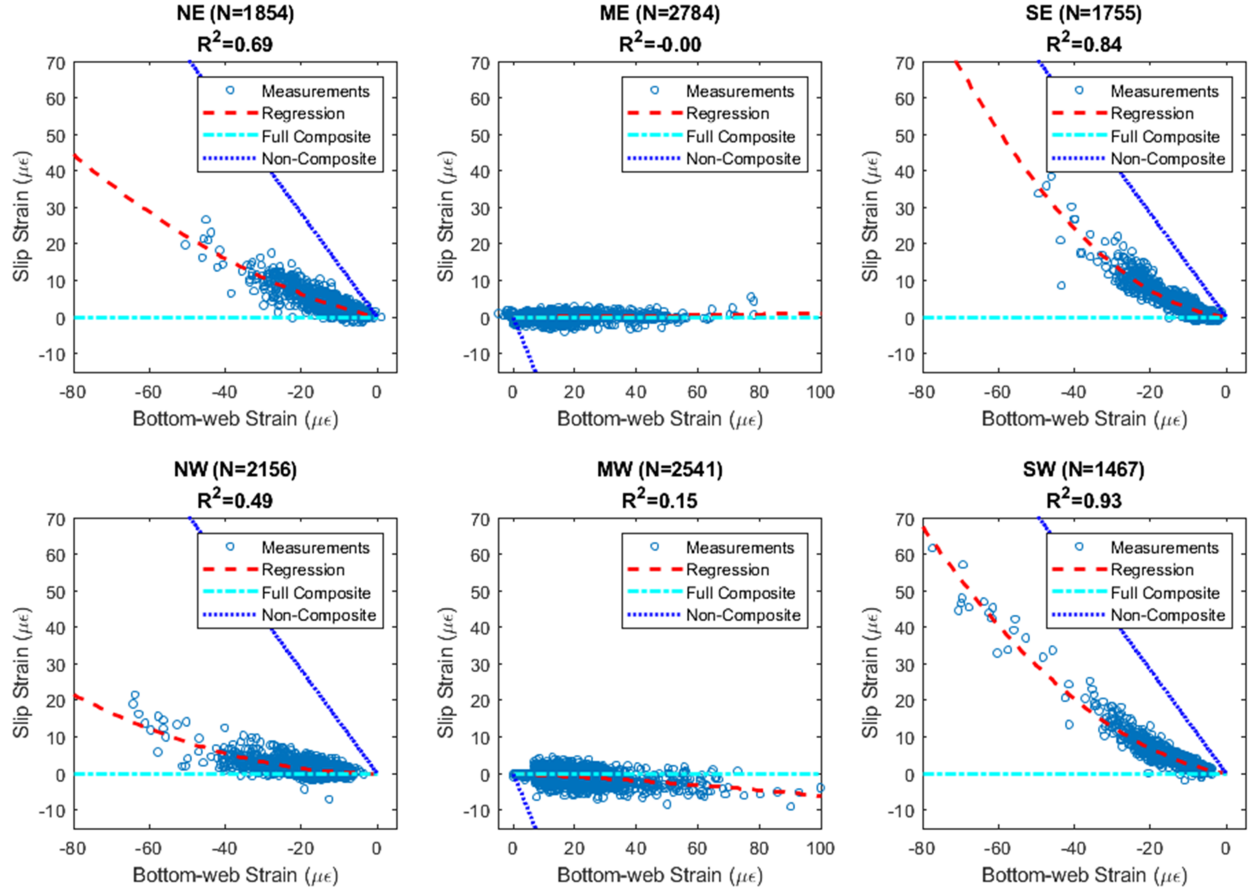 NE (N=1854)
R²=0.69
70
60
50
40
30
20
10
0
-10
-80
-60
-40
-20
0
Slip Strain (με)
Bottom-web Strain (με)
Measurements
Regression
Full Composite
Non-Composite
ME (N=2784)
R²=-0.00
70
60
50
40
30
20
10
0
-10
0
20
40
60
80
100
Slip Strain (με)
Bottom-web Strain (με)
Measurements
Regression
Full Composite
Non-Composite
SE (N=1755)
R²=0.84
70
60
50
40
30
20
10
0
-10
-80
-60
-40
-20
0
Slip Strain (με)
Bottom-web Strain (με)
Measurements
Regression
Full Composite
Non-Composite
NW (N=2156)
R²=0.49
70
60
50
40
30
20
10
0
-10
-80
-60
-40
-20
0
Slip Strain (με)
Bottom-web Strain (με)
Measurements
Regression
Full Composite
Non-Composite
MW (N=2541)
R²=0.15
70
60
50
40
30
20
10
0
-10
0
20
40
60
80
100
Slip Strain (με)
Bottom-web Strain (με)
Measurements
Regression
Full Composite
Non-Composite
SW (N=1467)
R²=0.93
70
60
50
40
30
20
10
0
-10
-80
-60
-40
-20
0
Slip Strain (με)
Bottom-web Strain (με)
Measurements
Regression
Full Composite
Non-Composite